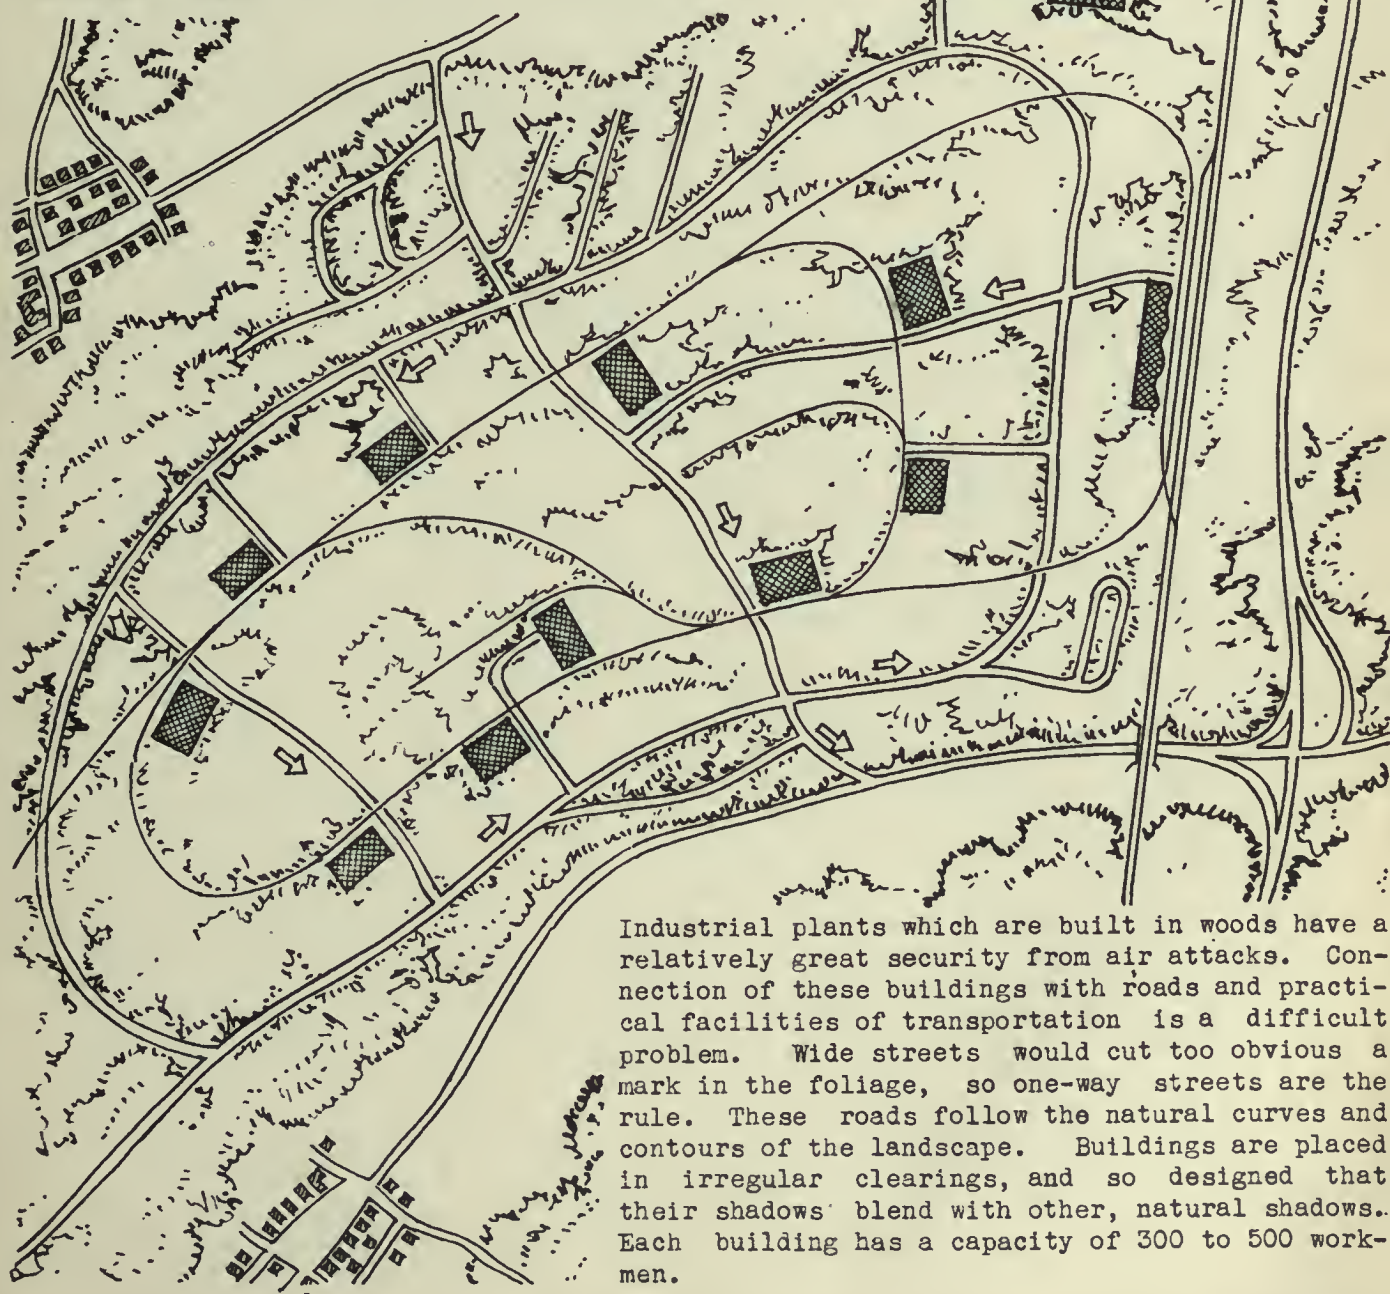 Industrial plants which are built in woods have a
relatively great security from air attacks. Con-
nection of these buildings with roads and practi-
cal facilities of transportation is a difficult
problem. Wide streets would cut too obvious a
mark in the foliage, so one-way streets are the
rule. These roads follow the natural curves and
contours of the landscape. Buildings are placed
in irregular clearings, and so designed that
their shadows blend with other, natural shadows.
Each building has a capacity of 300 to 500 work-
men.